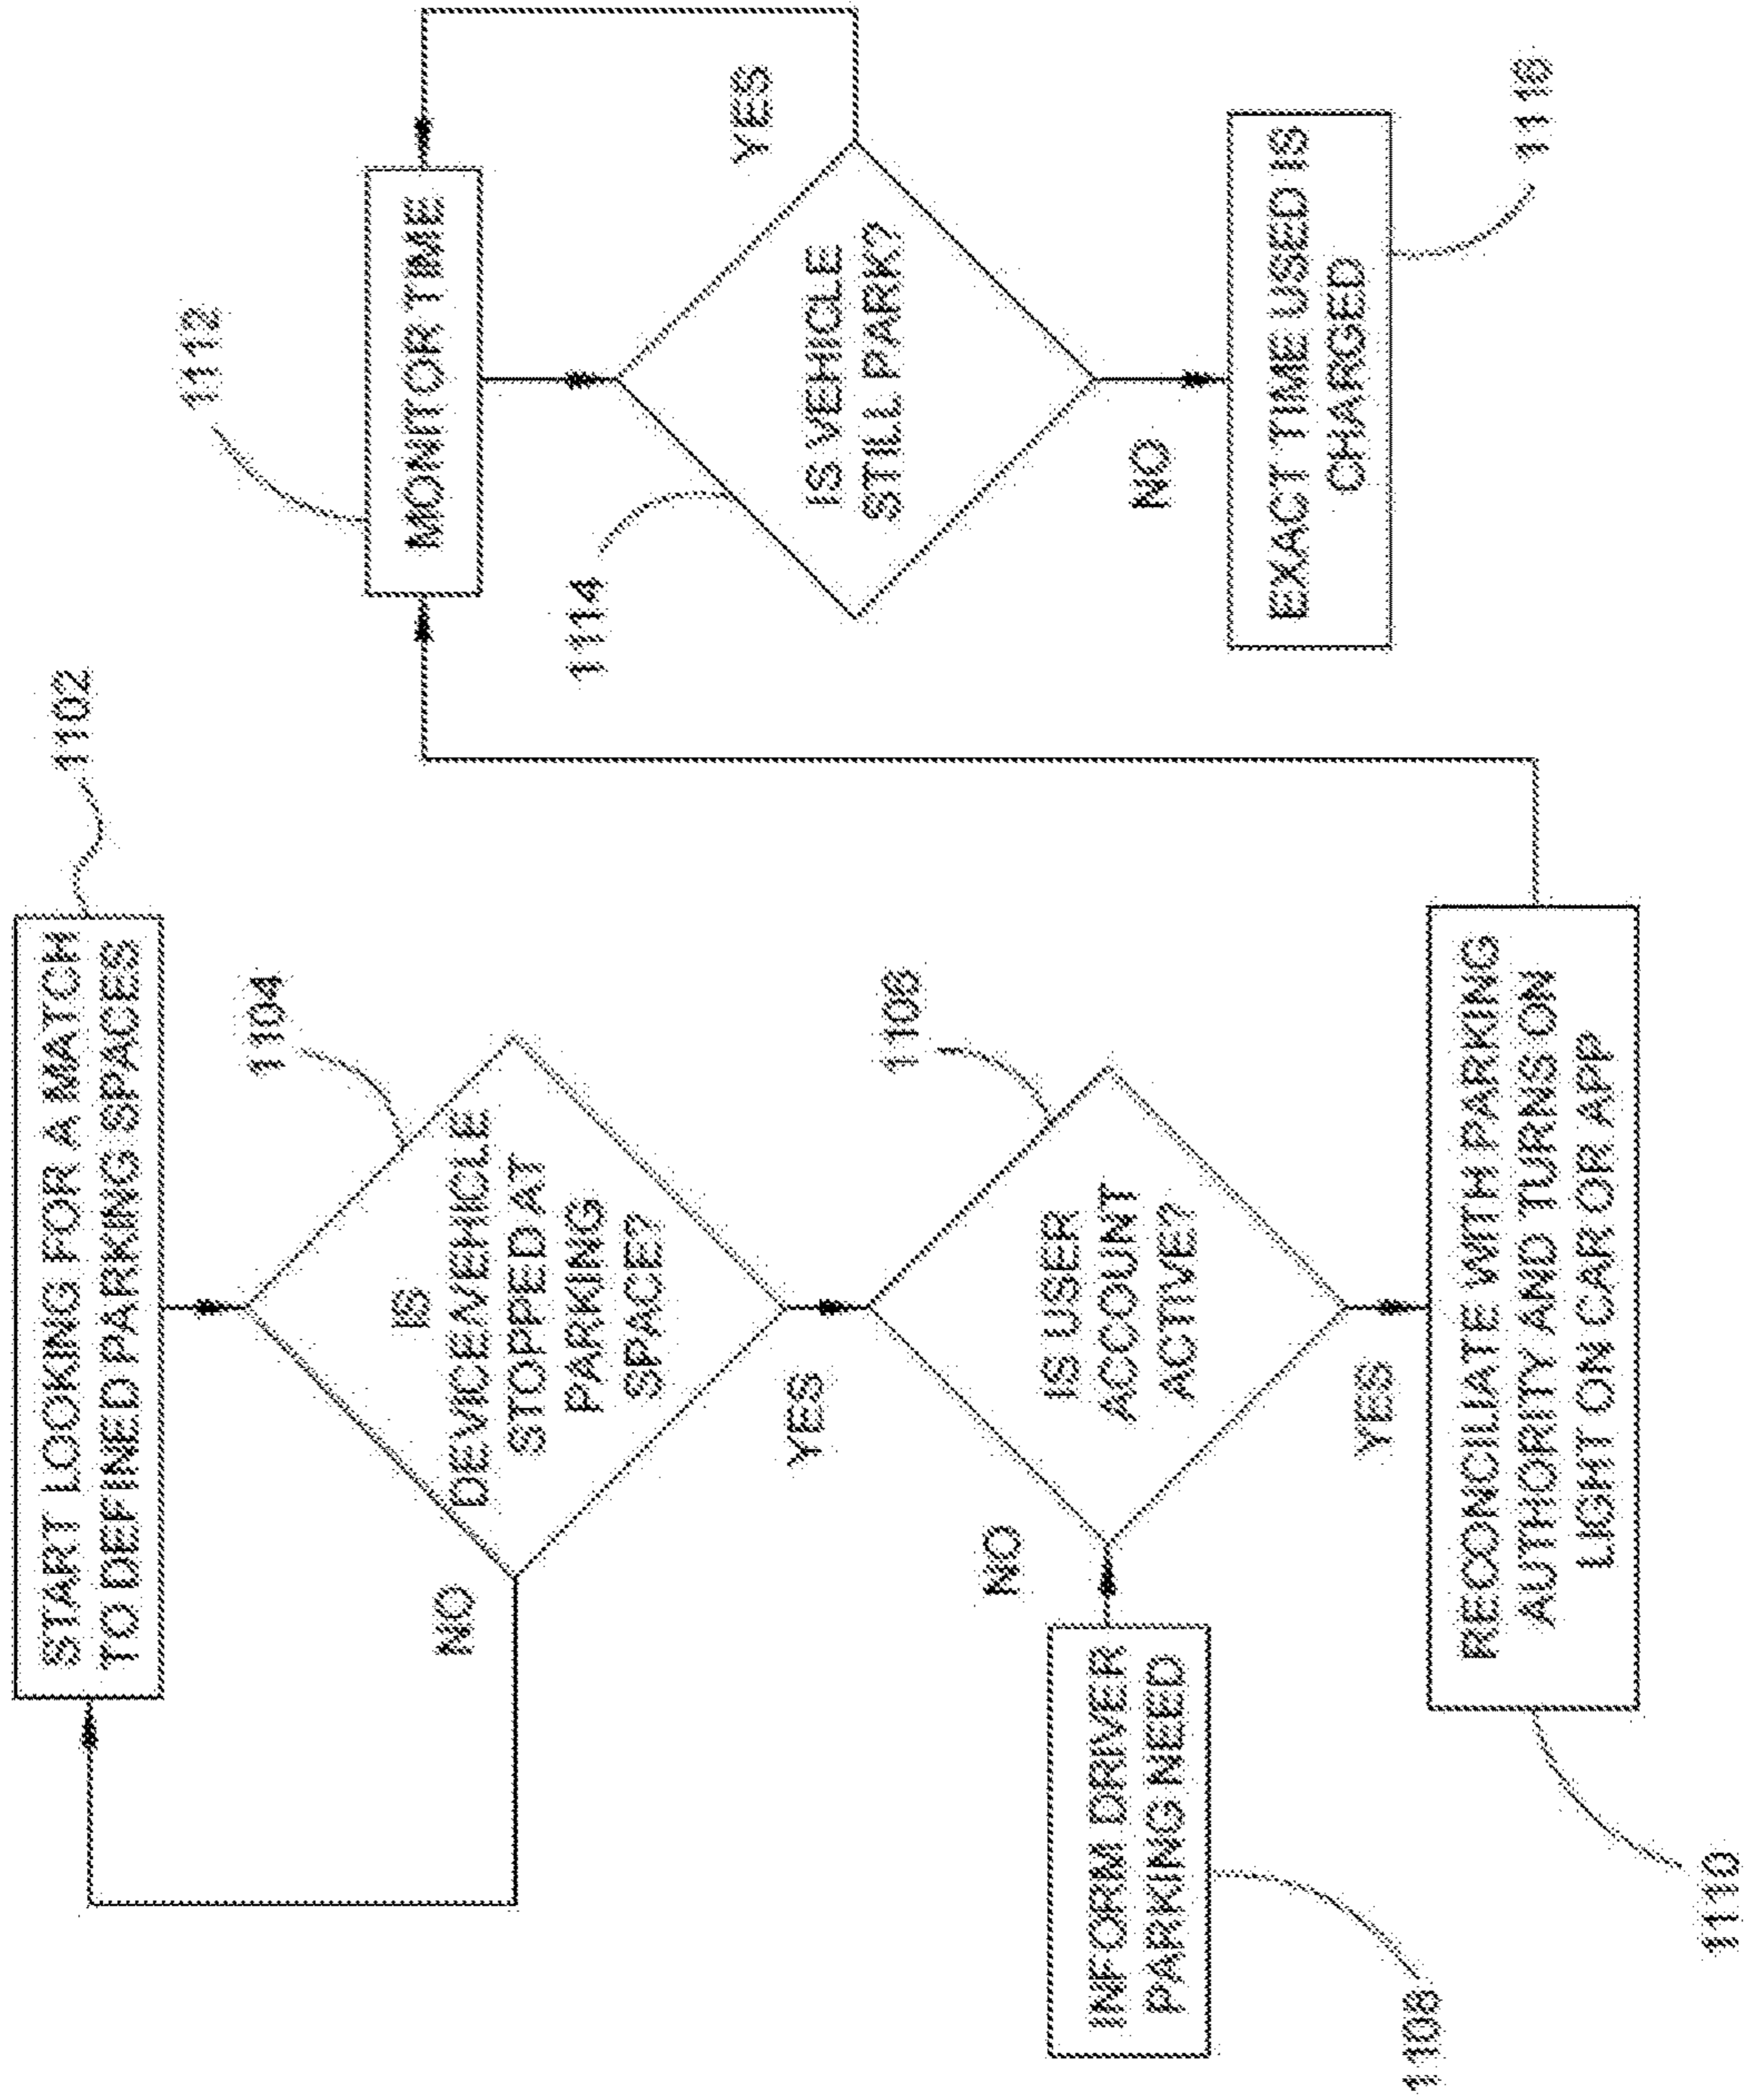 START LOOKING FOR A MATCH
TO DEFINED PARKING SPACES
1102
IS
DEVICE/VEHICLE
STOPPED AT
PARKING
SPACE?
1104
NO
YES
IS USER
ACCOUNT
ACTIVE?
1106
NO
INFORM DRIVER
PARKING NEED
1108
YES
RECONCILIATE WITH PARKING
AUTHORITY AND TURNS ON
LIGHT ON CAR OR APP
1110
MONITOR TIME
1112
IS VEHICLE
STILL PARK?
1114
YES
NO
EXACT TIME USED IS
CHARGED
1116